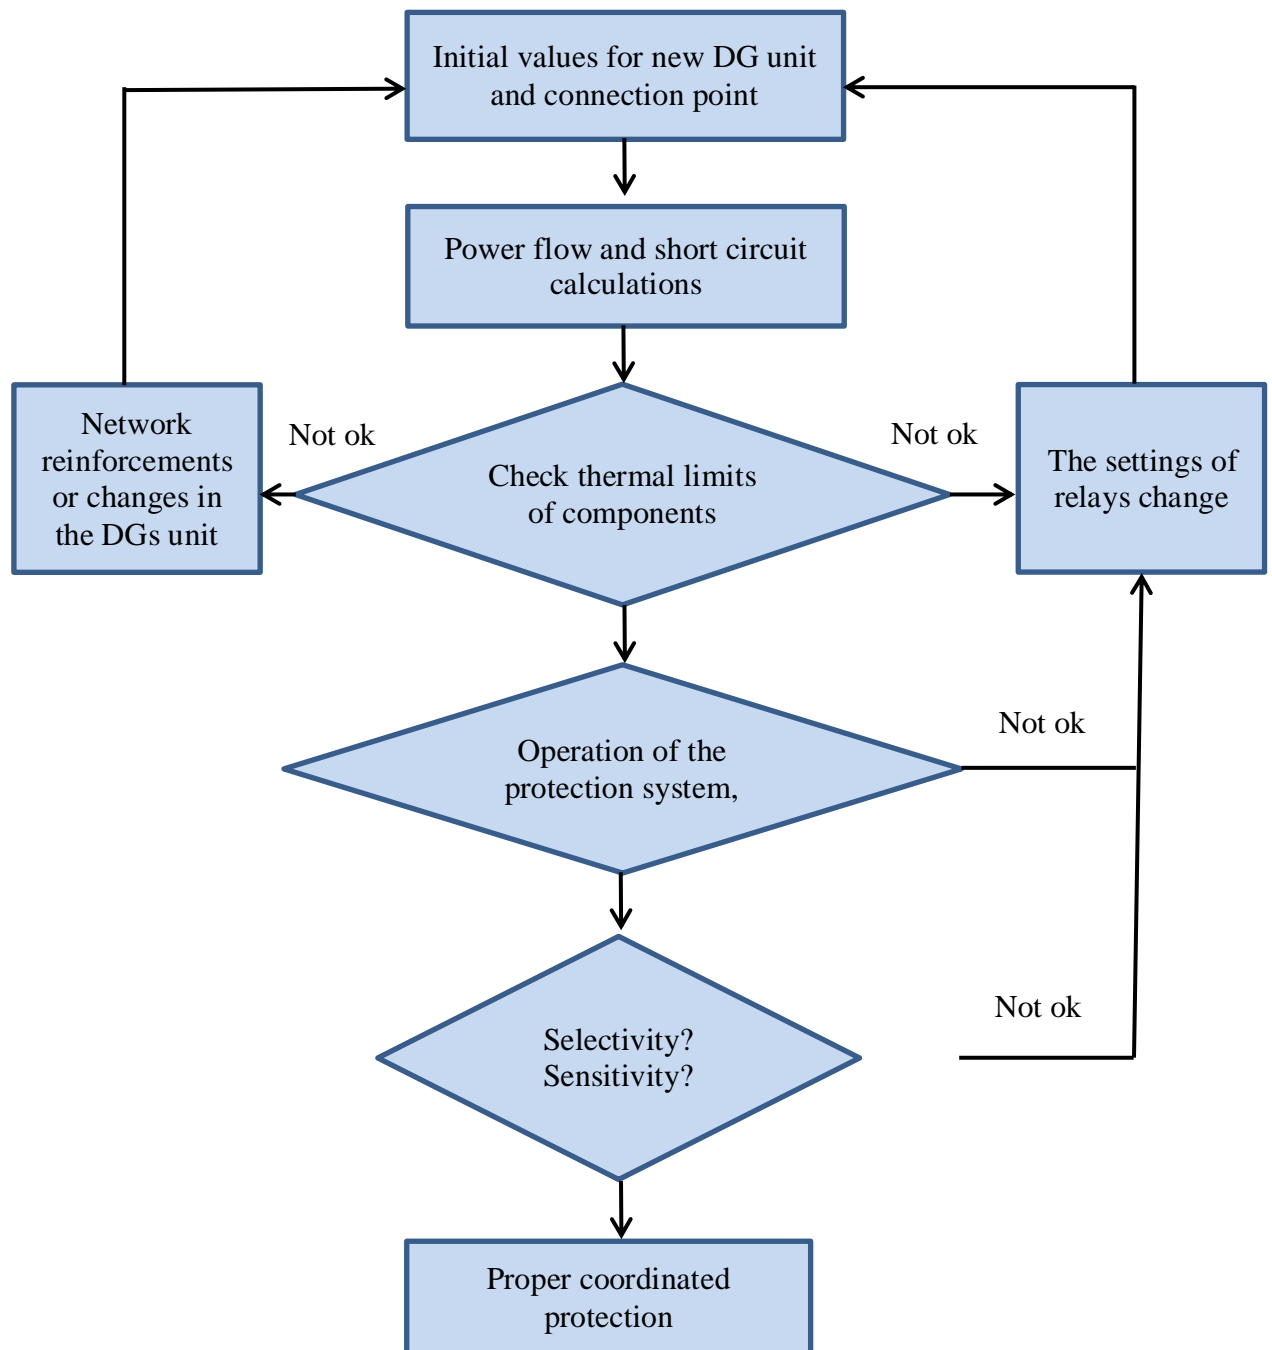 Initial values for new DG unit
and connection point
Power flow and short circuit
calculations
Network
reinforcements
or changes in
the DGs unit
Not ok
Check thermal limits
of components
Not ok
The settings of
relays change
Operation of the
protection system,
Not ok
Selectivity?
Sensitivity?
Not ok
Proper coordinated
protection